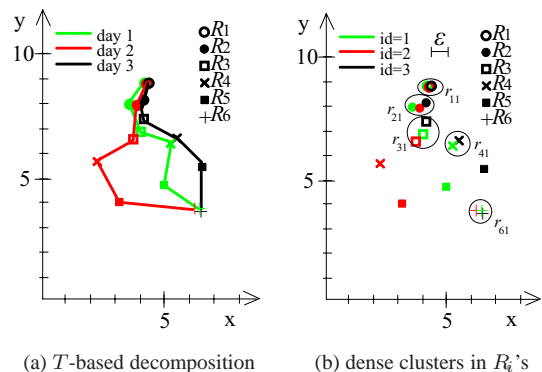 y
day 1
day 2
day 3
R1
R2
R3
R4
R5
R6
10
5
5
x
(a) T-based decomposition
y
id=1
id=2
id=3
ε
R1
R2
R3
R4
R5
R6
10
5
r11
r21
r31
r41
r61
5
x
(b) dense clusters in Ri's